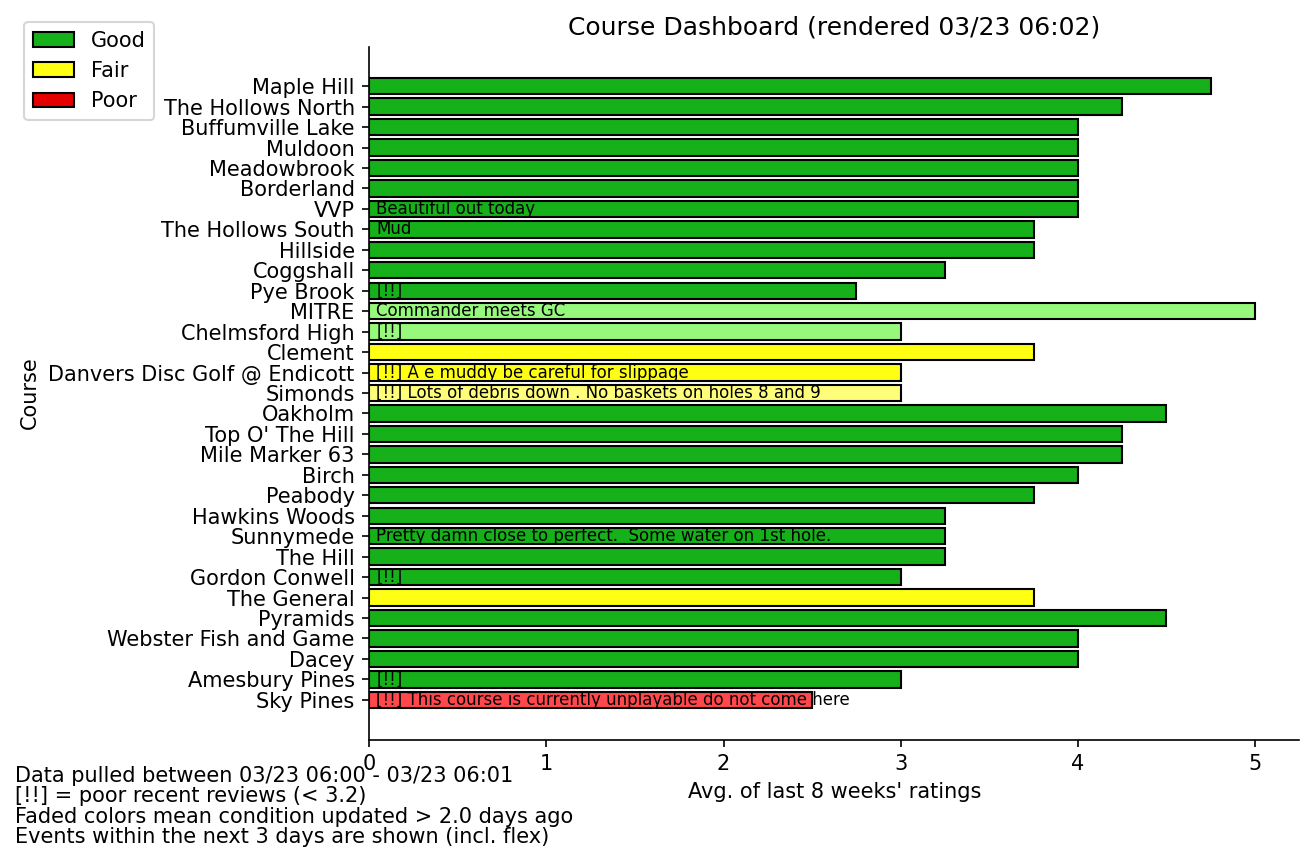 Course Dashboard (rendered 03/23 06:02)
Good
Fair
Poor
Maple Hill
The Hollows North
Buffumville Lake
Muldoon
Meadowbrook
Borderland
VVP Beautiful out today
The Hollows South Mud
Hillside
Coggshall
Pye Brook [!!]
MITRE Commander meets GC
Chelmsford High [!!]
Clement
Danvers Disc Golf @ Endicott [!!] A e muddy be careful for slippage
Simonds [!!] Lots of debris down . No baskets on holes 8 and 9
Oakholm
Top O' The Hill
Mile Marker 63
Birch
Peabody
Hawkins Woods
Sunnymede Pretty damn close to perfect.  Some water on 1st hole.
The Hill
Gordon Conwell [!!]
The General
Pyramids
Webster Fish and Game
Dacey
Amesbury Pines [!!]
Sky Pines [!!] This course is currently unplayable do not come here
Course
0 1 2 3 4 5
Avg. of last 8 weeks' ratings
Data pulled between 03/23 06:00 - 03/23 06:01
[!!] = poor recent reviews (< 3.2)
Faded colors mean condition updated > 2.0 days ago
Events within the next 3 days are shown (incl. flex)